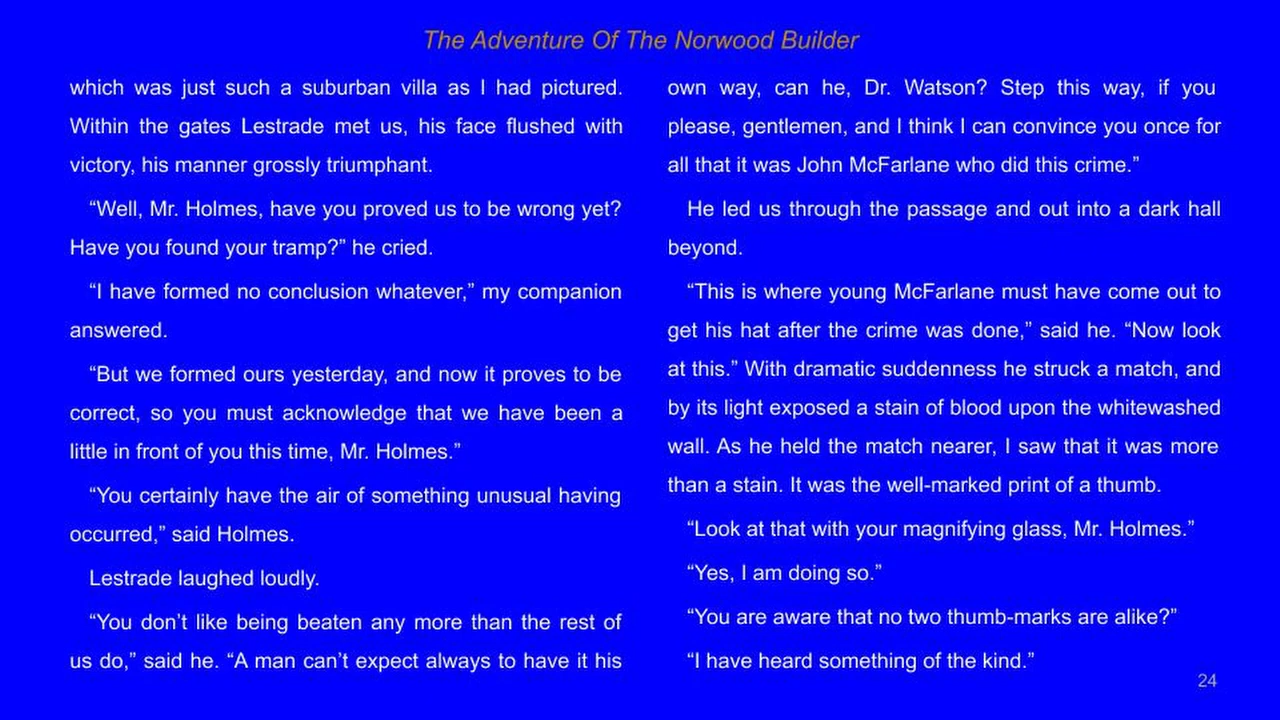 The Adventure Of The Norwood Builder
which was just such a suburban villa as I had pictured.
Within the gates Lestrade met us, his face flushed with
victory, his manner grossly triumphant.
“Well, Mr. Holmes, have you proved us to be wrong yet?
Have you found your tramp?” he cried.
“I have formed no conclusion whatever,” my companion
answered.
“But we formed ours yesterday, and now it proves to be
correct, so you must acknowledge that we have been a
little in front of you this time, Mr. Holmes.”
“You certainly have the air of something unusual having
occurred,” said Holmes.
Lestrade laughed loudly.
“You don’t like being beaten any more than the rest of
us do,” said he. “A man can’t expect always to have it his
own way, can he, Dr. Watson? Step this way, if you
please, gentlemen, and I think I can convince you once for
all that it was John McFarlane who did this crime.”
He led us through the passage and out into a dark hall
beyond.
“This is where young McFarlane must have come out to
get his hat after the crime was done,” said he. “Now look
at this.” With dramatic suddenness he struck a match, and
by its light exposed a stain of blood upon the whitewashed
wall. As he held the match nearer, I saw that it was more
than a stain. It was the well-marked print of a thumb.
“Look at that with your magnifying glass, Mr. Holmes.”
“Yes, I am doing so.”
“You are aware that no two thumb-marks are alike?”
“I have heard something of the kind.”
24